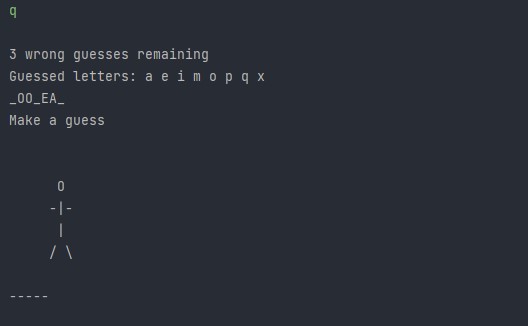 q
3 wrong guesses remaining
Guessed letters: a e i m o p q x
_OO_EA_
Make a guess
O
-|-
|
/ \
-----